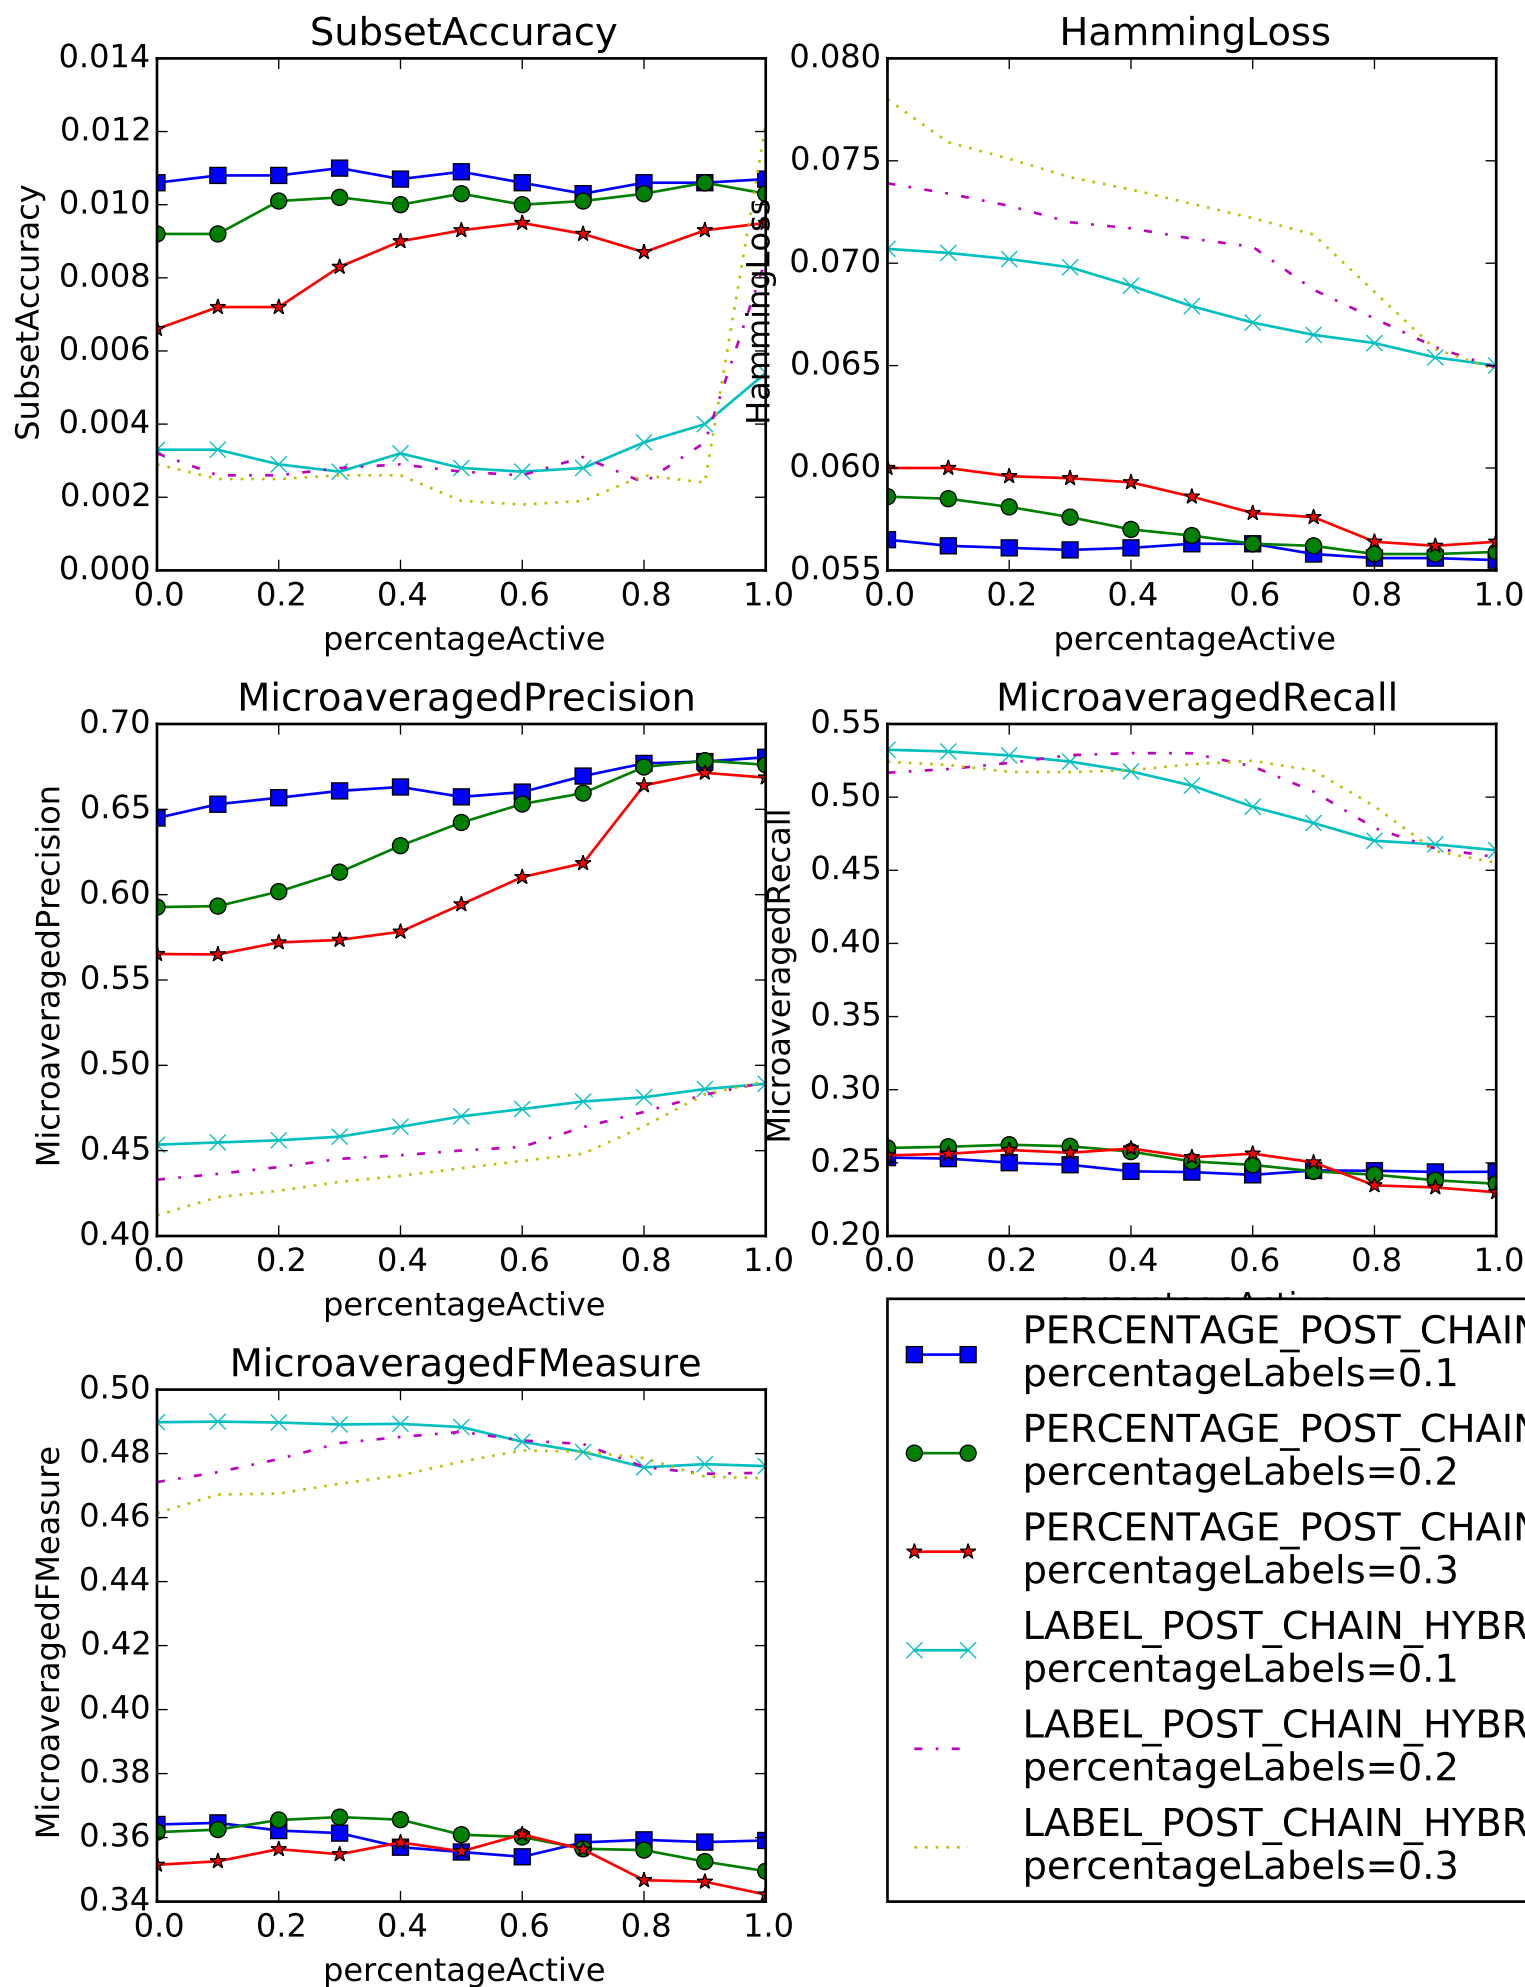 SubsetAccuracy
0.014
0.012
0.010
0.008
0.006
0.004
0.002
0.000
0.0 0.2 0.4 0.6 0.8 1.0
percentageActive
SubsetAccuracy
HammingLoss
0.080
0.075
0.070
0.065
0.060
0.055
0.0 0.2 0.4 0.6 0.8 1.0
percentageActive
HammingLoss
MicroaveragedPrecision
0.70
0.65
0.60
0.55
0.50
0.45
0.40
0.0 0.2 0.4 0.6 0.8 1.0
percentageActive
MicroaveragedPrecision
MicroaveragedRecall
0.55
0.50
0.45
0.40
0.35
0.30
0.25
0.20
0.0 0.2 0.4 0.6 0.8 1.0
MicroaveragedRecall
MicroaveragedFMeasure
0.50
0.48
0.46
0.44
0.42
0.40
0.38
0.36
0.34
0.0 0.2 0.4 0.6 0.8 1.0
percentageActive
MicroaveragedFMeasure
PERCENTAGE_POST_CHAIN
percentageLabels=0.1
PERCENTAGE_POST_CHAIN
percentageLabels=0.2
PERCENTAGE_POST_CHAIN
percentageLabels=0.3
LABEL_POST_CHAIN_HYBR
percentageLabels=0.1
LABEL_POST_CHAIN_HYBR
percentageLabels=0.2
LABEL_POST_CHAIN_HYBR
percentageLabels=0.3